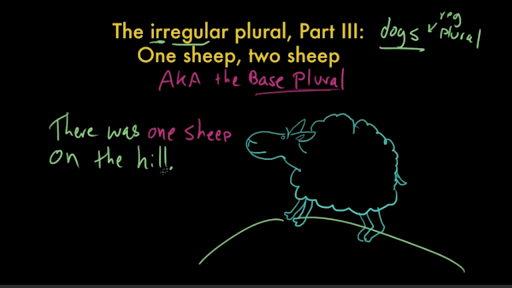 The irregular plural, Part III:
One sheep, two sheep
AKA the Base Plural
dogs
reg
plural
There was one sheep
on the hill.